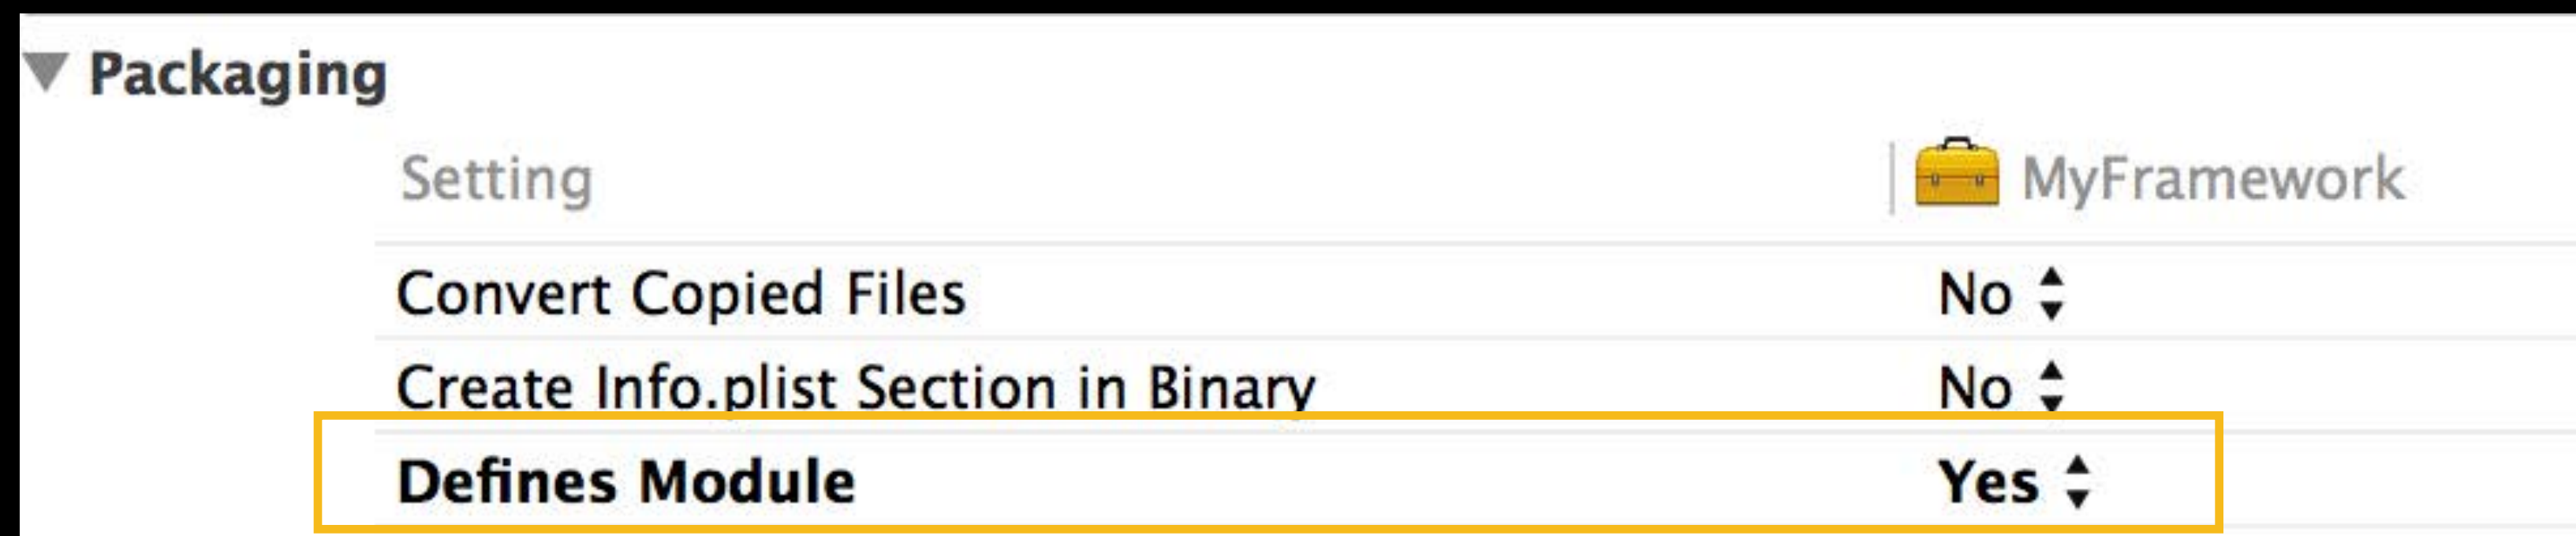 Packaging
Setting MyFramework
Convert Copied Files No
Create Info.plist Section in Binary No
Defines Module Yes